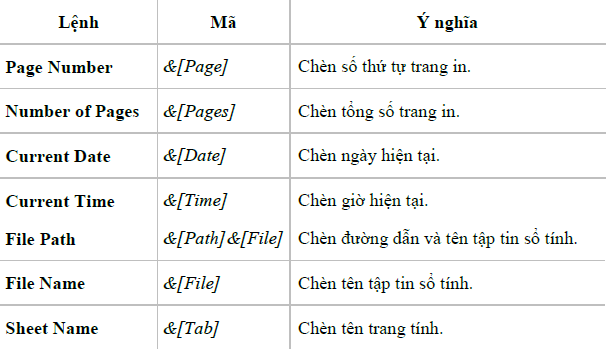 Lệnh Mã Ý nghĩa
Page Number &[Page] Chèn số thứ tự trang in.
Number of Pages &[Pages] Chèn tổng số trang in.
Current Date &[Date] Chèn ngày hiện tại.
Current Time &[Time] Chèn giờ hiện tại.
File Path &[Path]&[File] Chèn đường dẫn và tên tập tin sổ tính.
File Name &[File] Chèn tên tập tin sổ tính.
Sheet Name &[Tab] Chèn tên trang tính.